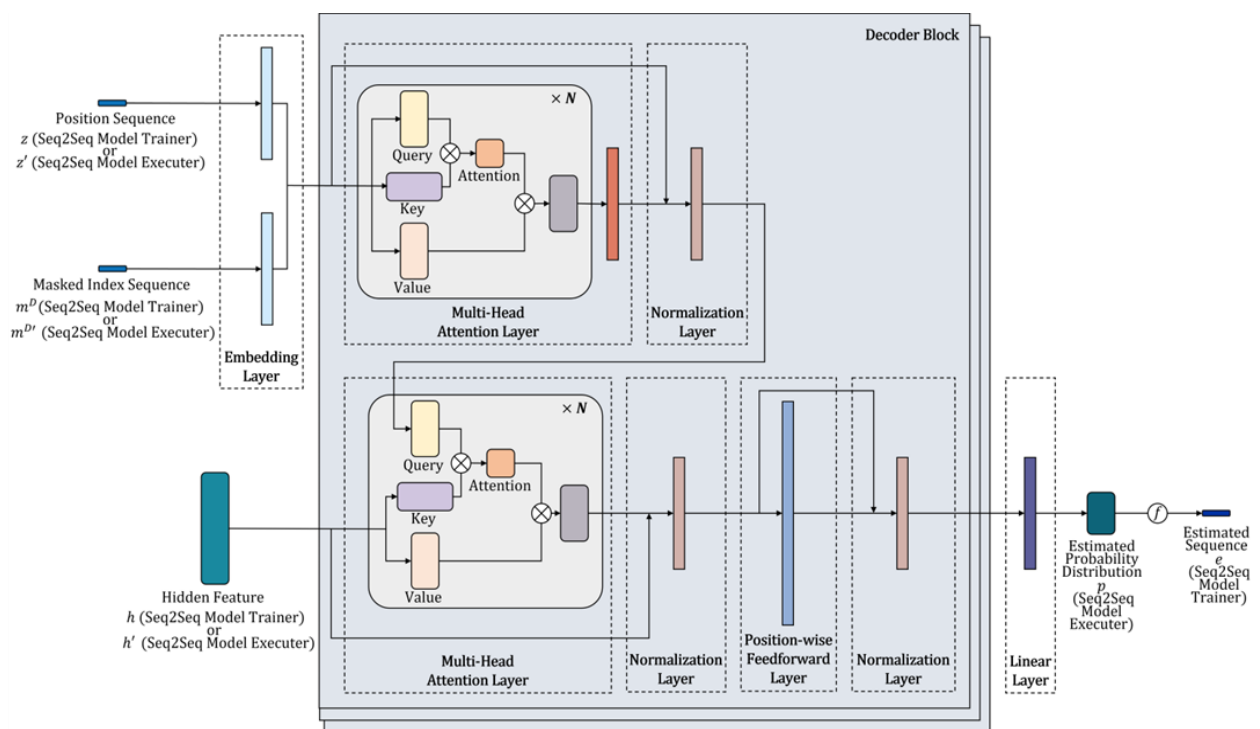 Decoder Block
Position Sequence
z (Seq2Seq Model Trainer)
or
z′ (Seq2Seq Model Executer)
Masked Index Sequence
m^D (Seq2Seq Model Trainer)
or
m^D′ (Seq2Seq Model Executer)
Embedding
Layer
× N
Query
Key
Attention
Value
Multi-Head
Attention Layer
Normalization
Layer
Hidden Feature
h (Seq2Seq Model Trainer)
or
h′ (Seq2Seq Model Executer)
× N
Query
Key
Attention
Value
Multi-Head
Attention Layer
Normalization
Layer
Position-wise
Feedforward
Layer
Normalization
Layer
Linear
Layer
Estimated
Probability
Distribution
p
(Seq2Seq
Model
Executer)
f
Estimated
Sequence
e
(Seq2Seq
Model
Trainer)